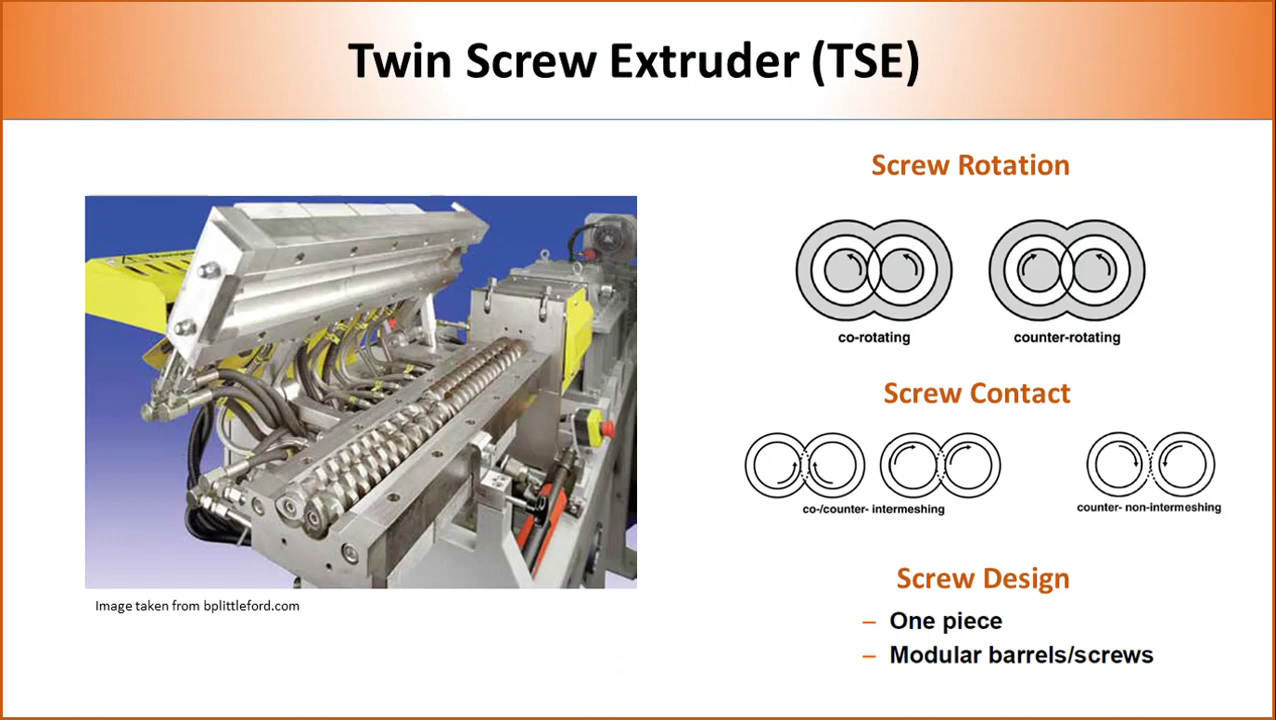 Twin Screw Extruder (TSE)
Screw Rotation
co-rotating
counter-rotating
Screw Contact
co-/counter- intermeshing
counter- non-intermeshing
Screw Design
– One piece
– Modular barrels/screws
Image taken from bplittleford.com